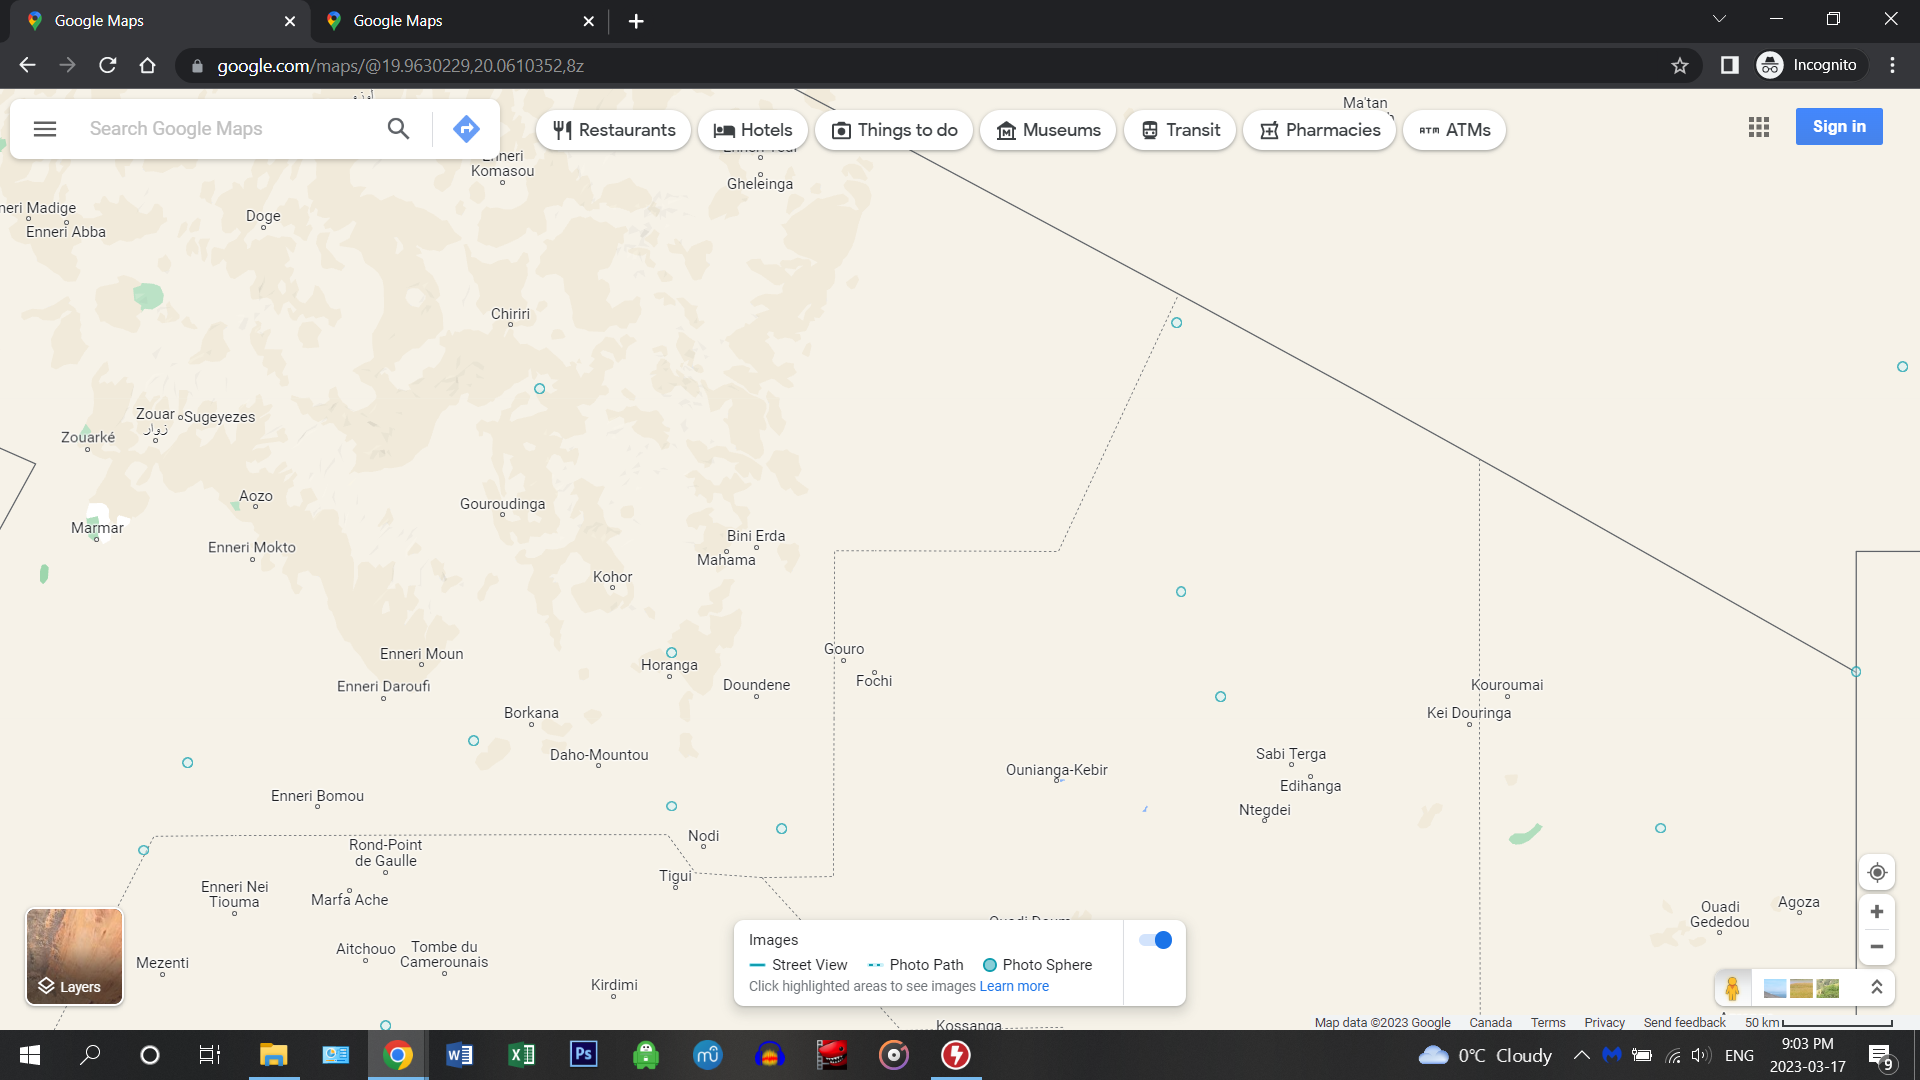 Google Maps
Google Maps
google.com/maps/@19.9630229,20.0610352,8z
Incognito
Search Google Maps
Restaurants
Hotels
Things to do
Museums
Transit
Pharmacies
ATM ATMs
Sign in
Ma'tan
Enneri
Komasou
Gheleinga
neri Madige
Enneri Abba
Doge
Chiriri
Zouar
زوار
Sugeyezes
Zouarké
Aozo
Gouroudinga
Marmar
Enneri Mokto
Bini Erda
Mahama
Kohor
Enneri Moun
Horanga
Gouro
Fochi
Enneri Daroufi
Doundene
Kouroumai
Borkana
Kei Douringa
Daho-Mountou
Sabi Terga
Ounianga-Kebir
Edihanga
Enneri Bomou
Ntegdei
Nodi
Rond-Point
de Gaulle
Tigui
Enneri Nei
Tiouma
Marfa Ache
Ouadi
Gededou
Agoza
Ouadi Doum
Aitchouo
Tombe du
Camerounais
Mezenti
Kirdimi
Kossanga
Layers
Images
Street View
Photo Path
Photo Sphere
Click highlighted areas to see images Learn more
Map data ©2023 Google
Canada
Terms
Privacy
Send feedback
50 km
0°C Cloudy
ENG
9:03 PM
2023-03-17
9